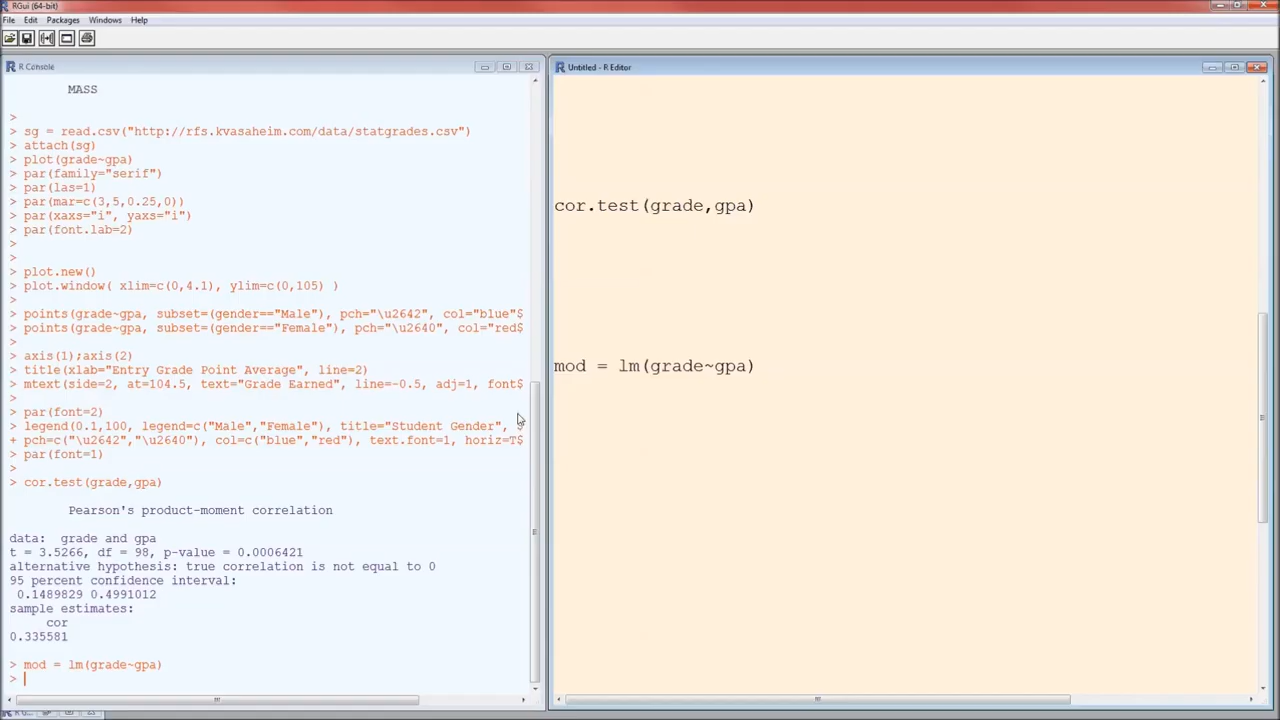 RGui (64-bit)
File Edit Packages Windows Help
R Console
MASS
>
> sg = read.csv("http://rfs.kvasaheim.com/data/statgrades.csv")
> attach(sg)
> plot(grade~gpa)
> par(family="serif")
> par(las=1)
> par(mar=c(3,5,0.25,0))
> par(xaxs="i", yaxs="i")
> par(font.lab=2)
>
>
> plot.new()
> plot.window( xlim=c(0,4.1), ylim=c(0,105) )
>
> points(grade~gpa, subset=(gender=="Male"), pch="\u2642", col="blue"$
> points(grade~gpa, subset=(gender=="Female"), pch="\u2640", col="red$
>
> axis(1);axis(2)
> title(xlab="Entry Grade Point Average", line=2)
> mtext(side=2, at=104.5, text="Grade Earned", line=-0.5, adj=1, font$
>
> par(font=2)
> legend(0.1,100, legend=c("Male","Female"), title="Student Gender", $
+ pch=c("\u2642","\u2640"), col=c("blue","red"), text.font=1, horiz=T$
> par(font=1)
>
> cor.test(grade,gpa)
Pearson's product-moment correlation
data: grade and gpa
t = 3.5266, df = 98, p-value = 0.0006421
alternative hypothesis: true correlation is not equal to 0
95 percent confidence interval:
0.1489829 0.4991012
sample estimates:
cor
0.335581
> mod = lm(grade~gpa)
>
Untitled - R Editor
cor.test(grade,gpa)
mod = lm(grade~gpa)